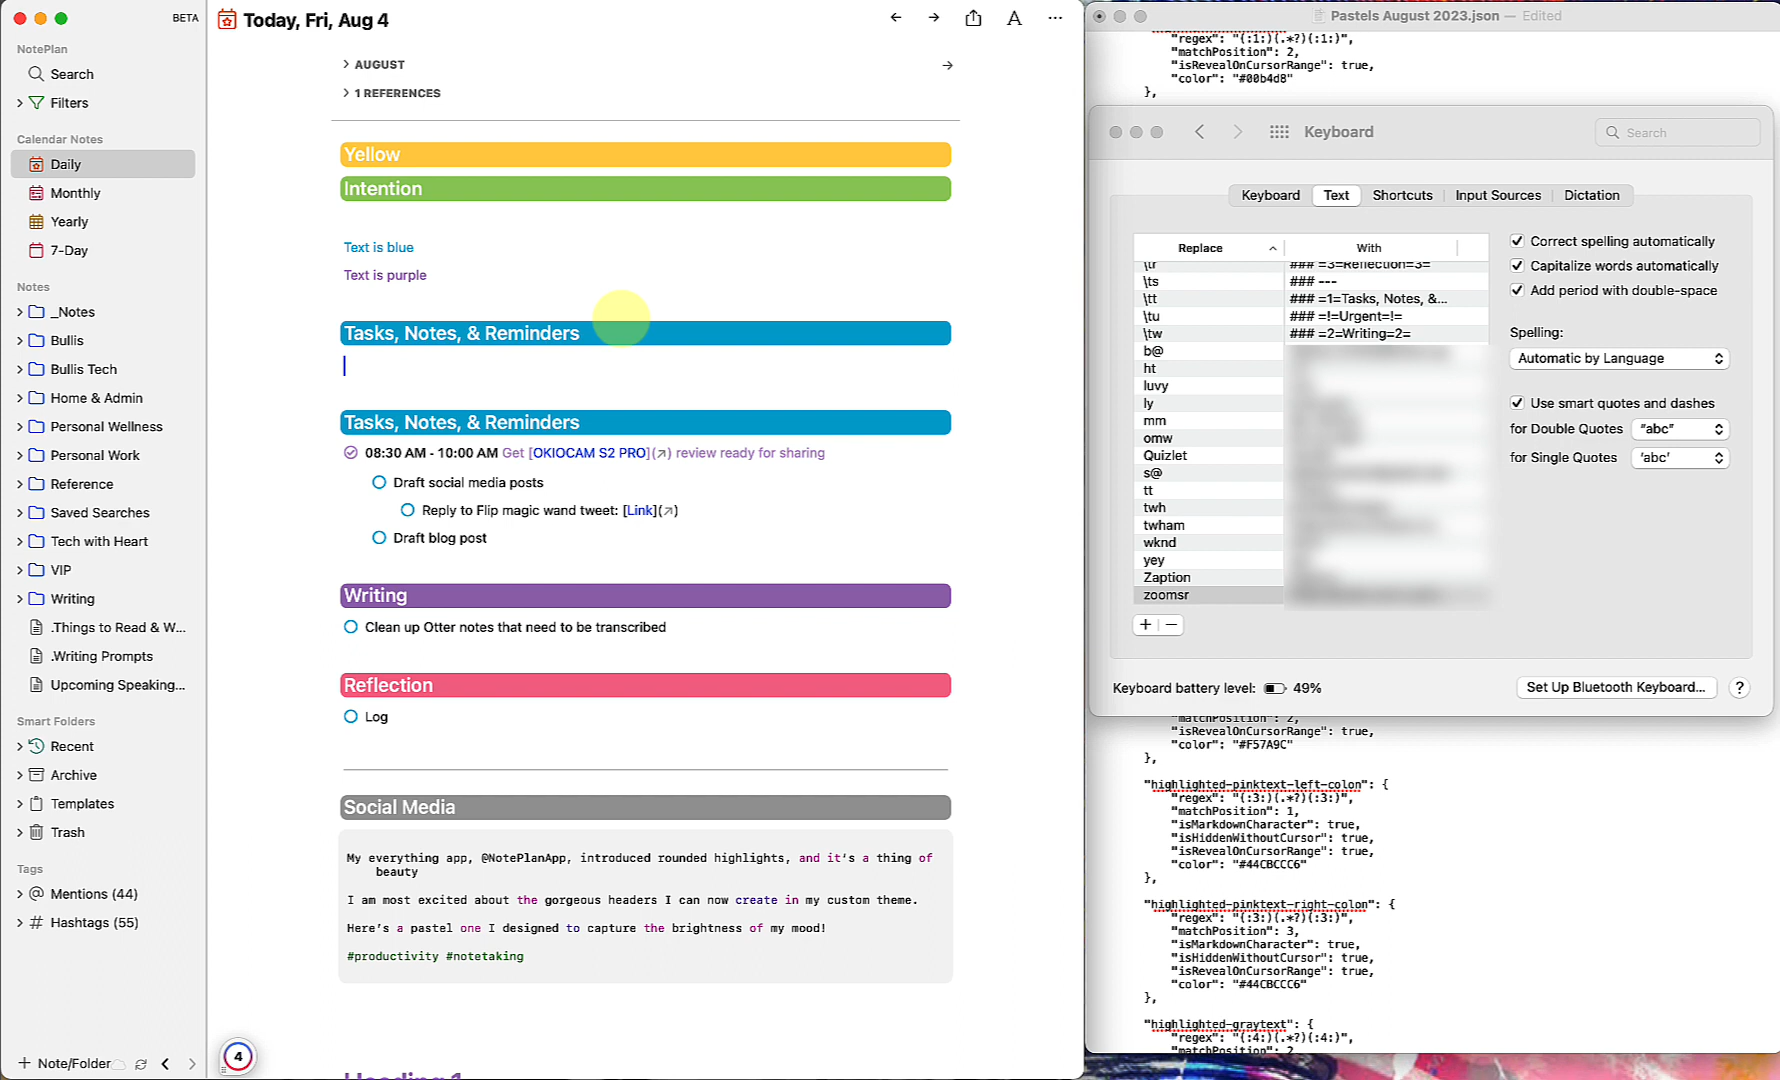 BETA
NotePlan
Search
Filters
Calendar Notes
Daily
Monthly
Yearly
7-Day
Notes
_Notes
Bullis
Bullis Tech
Home & Admin
Personal Wellness
Personal Work
Reference
Saved Searches
Tech with Heart
VIP
Writing
.Things to Read & W...
.Writing Prompts
Upcoming Speaking...
Smart Folders
Recent
Archive
Templates
Trash
Tags
@ Mentions (44)
# Hashtags (55)
+ Note/Folder
Today, Fri, Aug 4
AUGUST
1 REFERENCES
Yellow
Intention
Text is blue
Text is purple
Tasks, Notes, & Reminders
Tasks, Notes, & Reminders
08:30 AM - 10:00 AM Get [OKIOCAM S2 PRO](↗) review ready for sharing
Draft social media posts
Reply to Flip magic wand tweet: [Link](↗)
Draft blog post
Writing
Clean up Otter notes that need to be transcribed
Reflection
Log
Social Media
My everything app, @NotePlanApp, introduced rounded highlights, and it's a thing of
beauty
I am most excited about the gorgeous headers I can now create in my custom theme.
Here's a pastel one I designed to capture the brightness of my mood!
#productivity #notetaking
4
Heading 1
Pastels August 2023.json — Edited
"regex": "(:1:)(.*?)(:1:)",
"matchPosition": 2,
"isRevealOnCursorRange": true,
"color": "#00b4d8"
},
Keyboard
Search
Keyboard
Text
Shortcuts
Input Sources
Dictation
Replace
With
\tr ### =3=Reflection=3=
\ts ### ---
\tt ### =1=Tasks, Notes, &...
\tu ### =!=Urgent=!=
\tw ### =2=Writing=2=
b@
ht
luvy
ly
mm
omw
Quizlet
s@
tt
twh
twham
wknd
yey
Zaption
zoomsr
+ −
Correct spelling automatically
Capitalize words automatically
Add period with double-space
Spelling:
Automatic by Language
Use smart quotes and dashes
for Double Quotes “abc”
for Single Quotes ‘abc’
Keyboard battery level: 49%
Set Up Bluetooth Keyboard...
?
"matchPosition": 2,
"isRevealOnCursorRange": true,
"color": "#F57A9C"
},
"highlighted-pinktext-left-colon": {
"regex": "(:3:)(.*?)(:3:)",
"matchPosition": 1,
"isMarkdownCharacter": true,
"isHiddenWithoutCursor": true,
"isRevealOnCursorRange": true,
"color": "#44CBCCC6"
},
"highlighted-pinktext-right-colon": {
"regex": "(:3:)(.*?)(:3:)",
"matchPosition": 3,
"isMarkdownCharacter": true,
"isHiddenWithoutCursor": true,
"isRevealOnCursorRange": true,
"color": "#44CBCCC6"
},
"highlighted-graytext": {
"regex": "(:4:)(.*?)(:4:)",
"matchPosition": 2